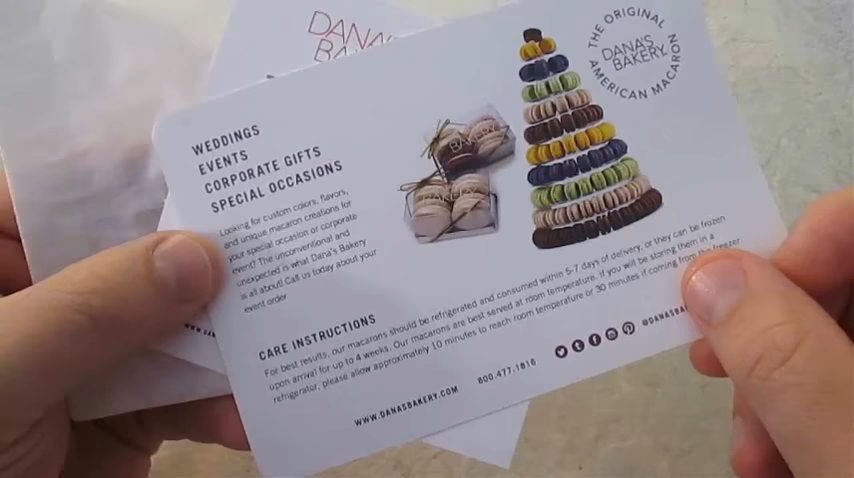 DANA'S
BAKERY
THE ORIGINAL
DANA'S
BAKERY
AMERICAN MACARON
WEDDINGS
EVENTS
CORPORATE GIFTS
SPECIAL OCCASIONS
Looking for custom colors, flavors,
and unique macaron creations for
your special occasion or corporate
event? The unconventional and
unexpected is what Dana's Bakery
is all about! Call us today about your
event order
CARE INSTRUCTIONS
For best results, our macarons should be refrigerated and consumed within 5-7 days of delivery, or they can be frozen
upon arrival for up to 4 weeks. Our macarons are best served at room temperature. If you will be storing them in a
refrigerator, please allow approximately 10 minutes to reach room temperature or 30 minutes if coming from the freezer
WWW.DANASBAKERY.COM 800.477.1816